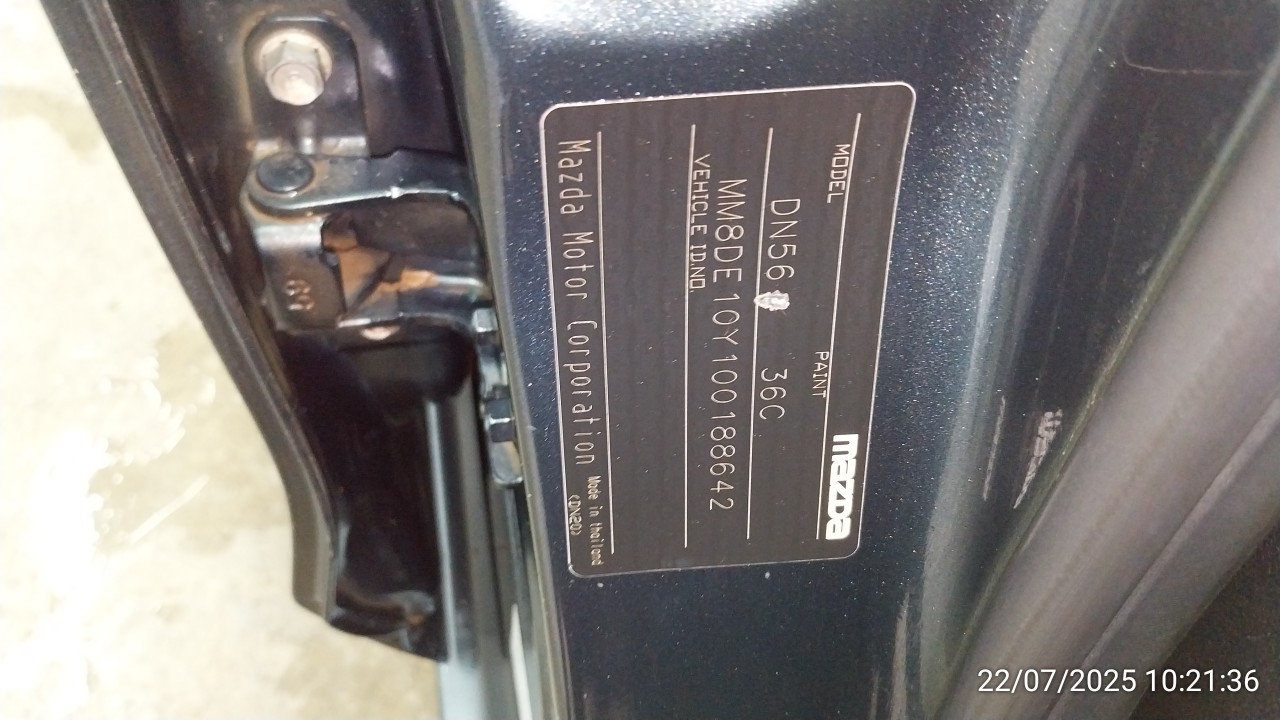 mazda
MODEL PAINT
DN56 36C
MM8DE10Y100188642
VEHICLE ID.NO.
Mazda Motor Corporation Made in thailand
(DN20)
69
22/07/2025 10:21:36